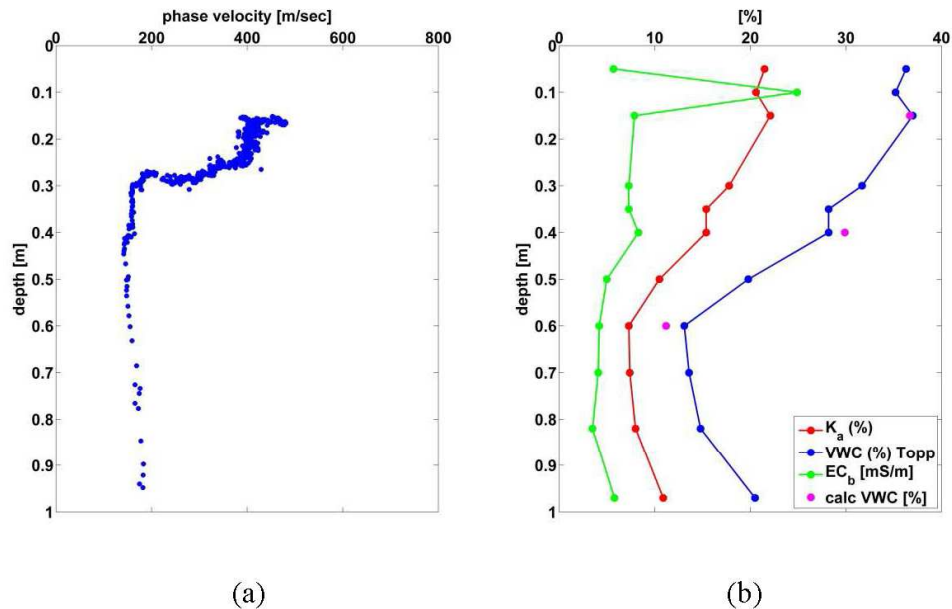 phase velocity [m/sec]
0 200 400 600 800
0
0.1
0.2
0.3
0.4
0.5
0.6
0.7
0.8
0.9
1
depth [m]
(a)
[%]
0 10 20 30 40
0
0.1
0.2
0.3
0.4
0.5
0.6
0.7
0.8
0.9
1
depth [m]
Ka (%)
VWC (%) Topp
ECb [mS/m]
calc VWC [%]
(b)